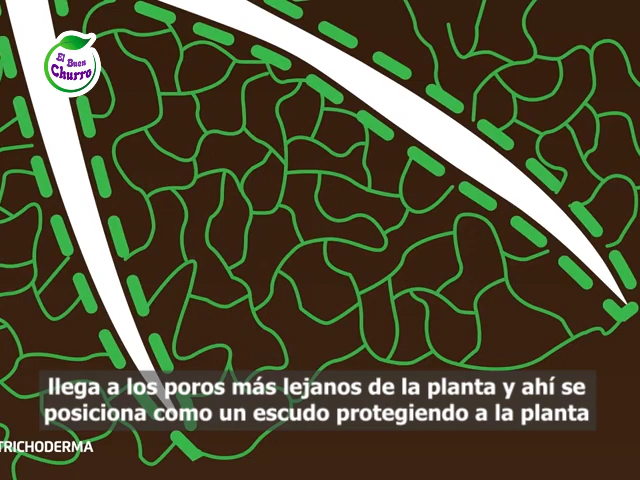 El Buen
Churro
llega a los poros más lejanos de la planta y ahí se
posiciona como un escudo protegiendo a la planta
TRICHODERMA